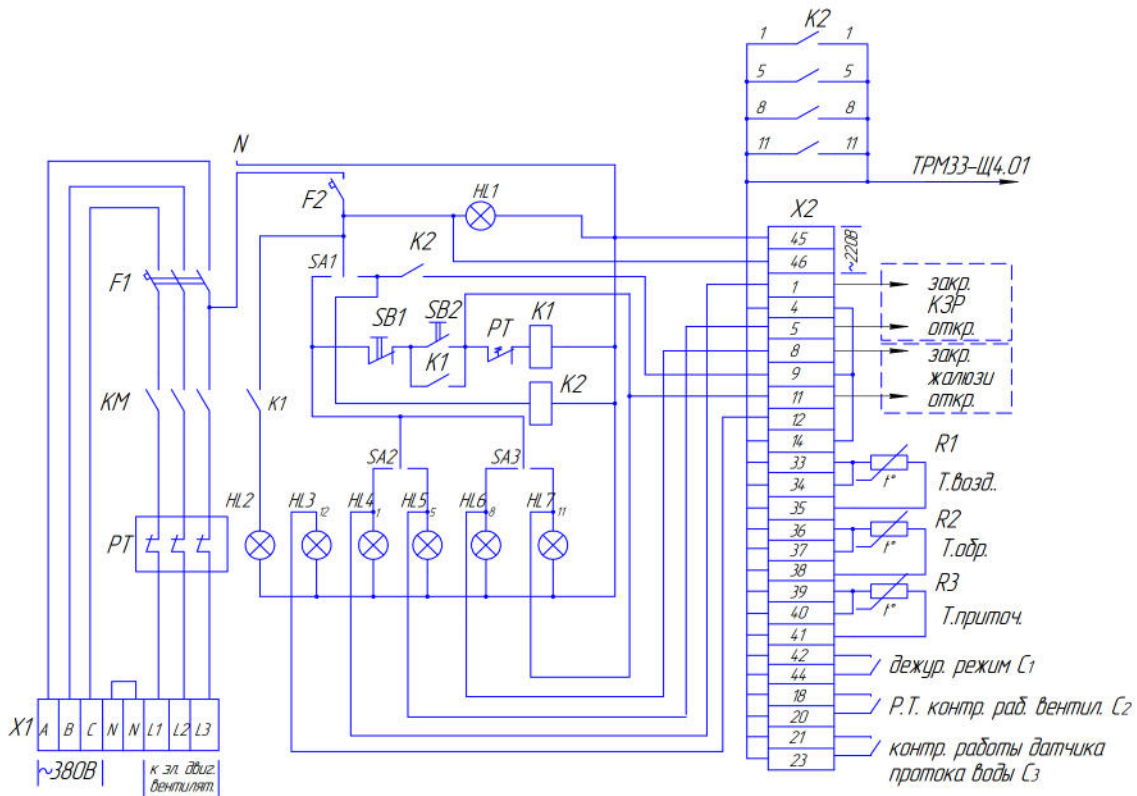 K2
1 1
5 5
8 8
11 11
ТРМ33-Щ4.01
N
F2
HL1
X2
~220В
45
46
1
4
5
8
9
11
12
14
33
34
35
36
37
38
39
40
41
42
44
18
20
21
23
закр.
КЗР
откр.
закр.
жалюзи
откр.
R1
t°
Т.возд..
R2
t°
Т.обр.
R3
t°
Т.приточ.
дежур. режим С1
Р.Т. контр. раб. вентил. С2
контр. работы датчика
протока воды С3
F1
SA1
K2
SB1
SB2
РТ
K1
K1
K2
КМ
K1
SA2
SA3
HL2
HL3
12
HL4
1
HL5
5
HL6
8
HL7
11
РТ
X1
A B C N N L1 L2 L3
~380В
к эл. двиг.
вентилят.